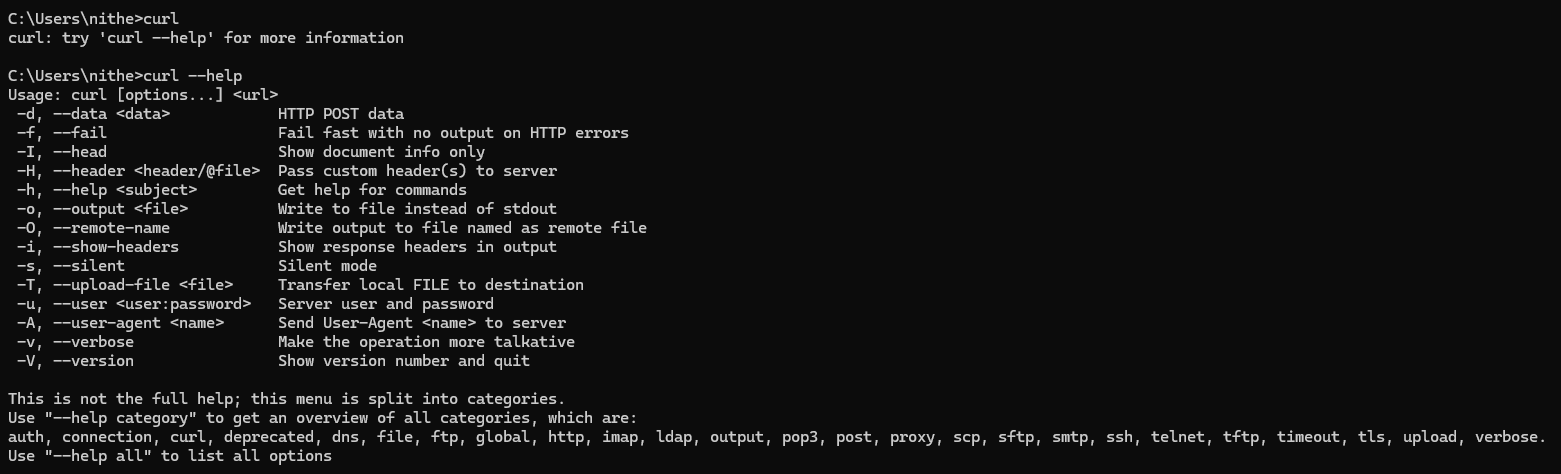 C:\Users\nithe>curl
curl: try 'curl --help' for more information
C:\Users\nithe>curl --help
Usage: curl [options...] <url>
 -d, --data <data>            HTTP POST data
 -f, --fail                   Fail fast with no output on HTTP errors
 -I, --head                   Show document info only
 -H, --header <header/@file>  Pass custom header(s) to server
 -h, --help <subject>         Get help for commands
 -o, --output <file>          Write to file instead of stdout
 -O, --remote-name            Write output to file named as remote file
 -i, --show-headers           Show response headers in output
 -s, --silent                 Silent mode
 -T, --upload-file <file>     Transfer local FILE to destination
 -u, --user <user:password>   Server user and password
 -A, --user-agent <name>      Send User-Agent <name> to server
 -v, --verbose                Make the operation more talkative
 -V, --version                Show version number and quit
This is not the full help; this menu is split into categories.
Use "--help category" to get an overview of all categories, which are:
auth, connection, curl, deprecated, dns, file, ftp, global, http, imap, ldap, output, pop3, post, proxy, scp, sftp, smtp, ssh, telnet, tftp, timeout, tls, upload, verbose.
Use "--help all" to list all options